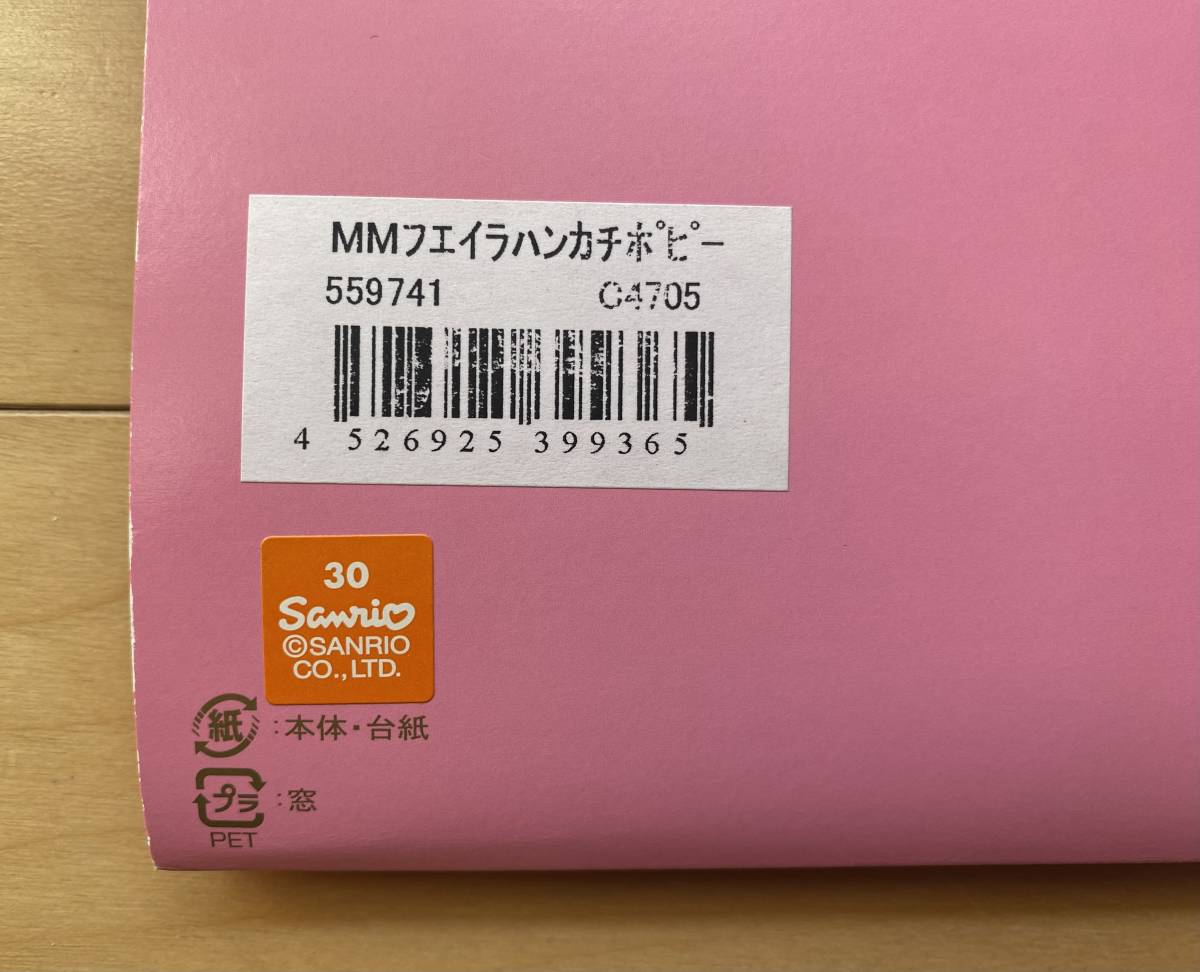 MMフエイラハンカチポピー
559741 C4705
4 526925 399365
30
Sanrio
©SANRIO
CO.,LTD.
紙:本体・台紙
プラ:窓
PET